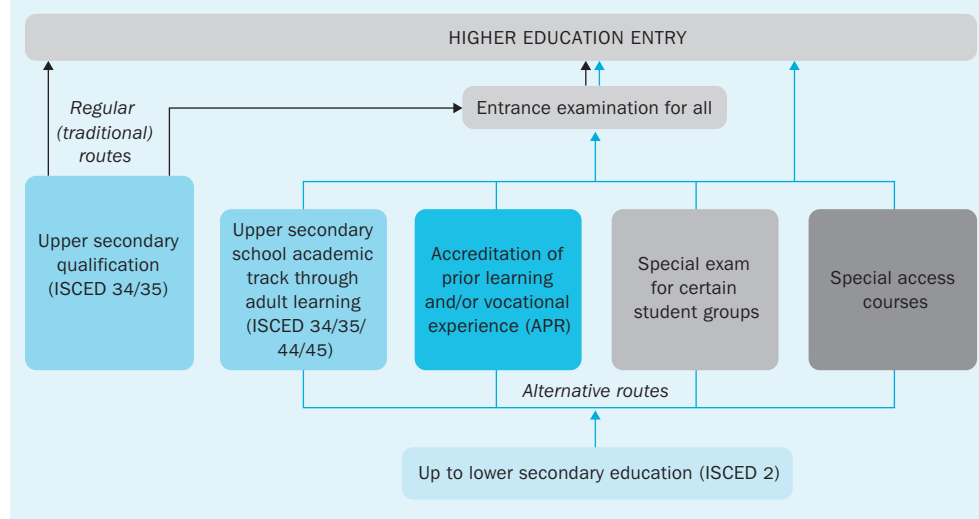 HIGHER EDUCATION ENTRY
Regular
(traditional)
routes
Entrance examination for all
Upper secondary
qualification
(ISCED 34/35)
Upper secondary
school academic
track through
adult learning
(ISCED 34/35/
44/45)
Accreditation of
prior learning
and/or vocational
experience (APR)
Special exam
for certain
student groups
Special access
courses
Alternative routes
Up to lower secondary education (ISCED 2)